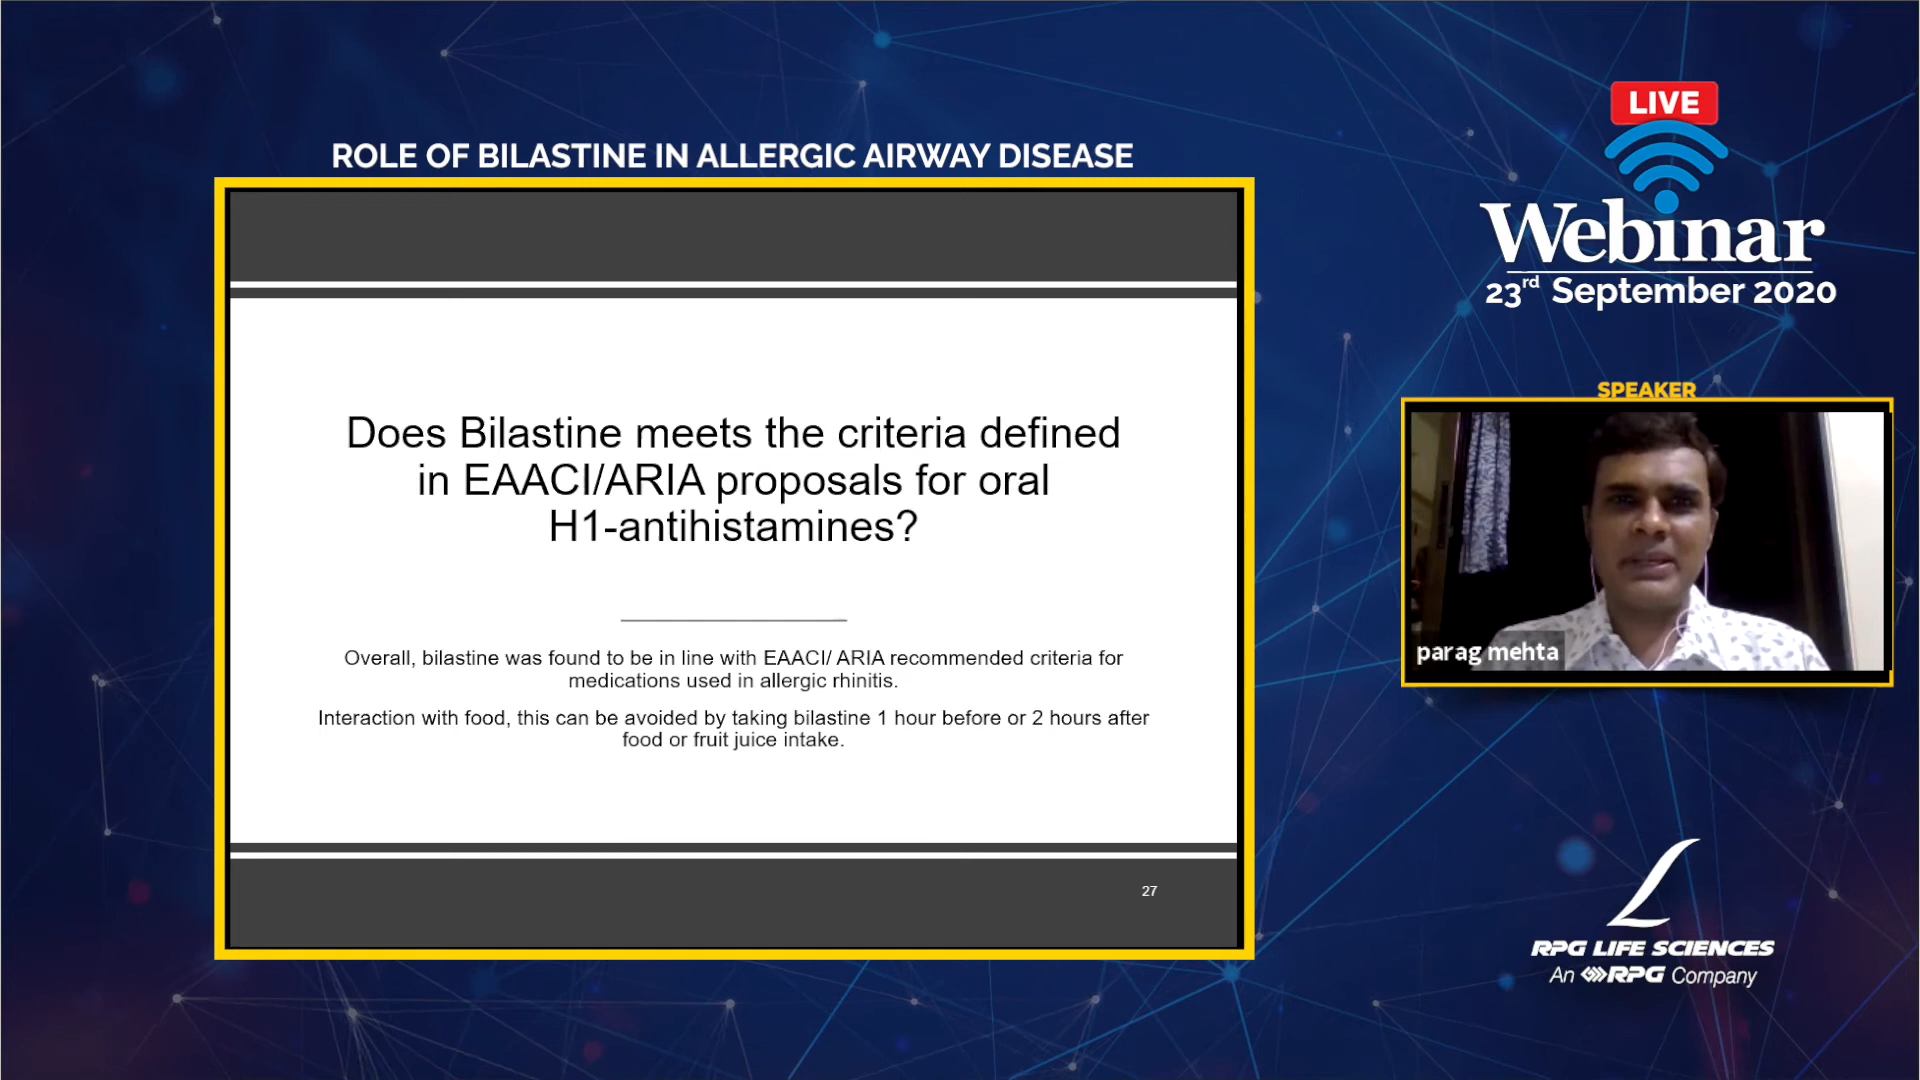 ROLE OF BILASTINE IN ALLERGIC AIRWAY DISEASE
Does Bilastine meets the criteria defined
in EAACI/ARIA proposals for oral
H1-antihistamines?
Overall, bilastine was found to be in line with EAACI/ ARIA recommended criteria for
medications used in allergic rhinitis.
Interaction with food, this can be avoided by taking bilastine 1 hour before or 2 hours after
food or fruit juice intake.
27
LIVE
Webinar
23rd September 2020
SPEAKER
parag mehta
RPG LIFE SCIENCES
An RPG Company